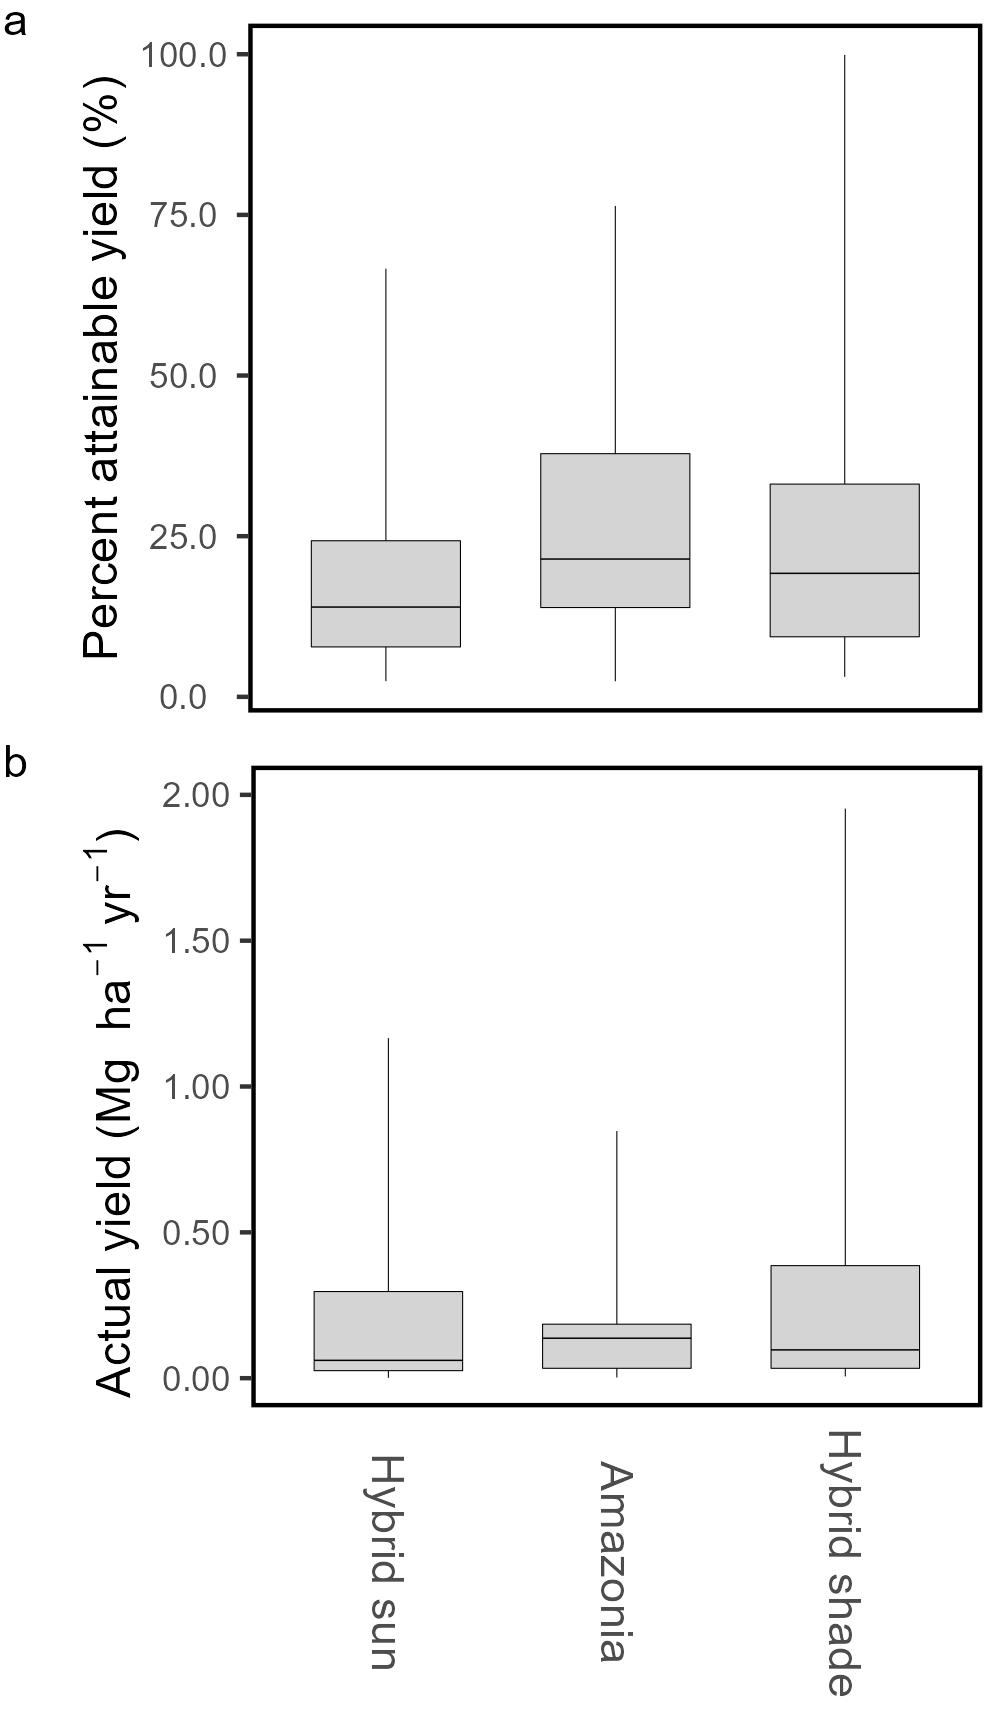 a
Percent attainable yield (%)
100.0
75.0
50.0
25.0
0.0
b
Actual yield (Mg ha⁻¹ yr⁻¹)
2.00
1.50
1.00
0.50
0.00
Hybrid sun
Amazonia
Hybrid shade